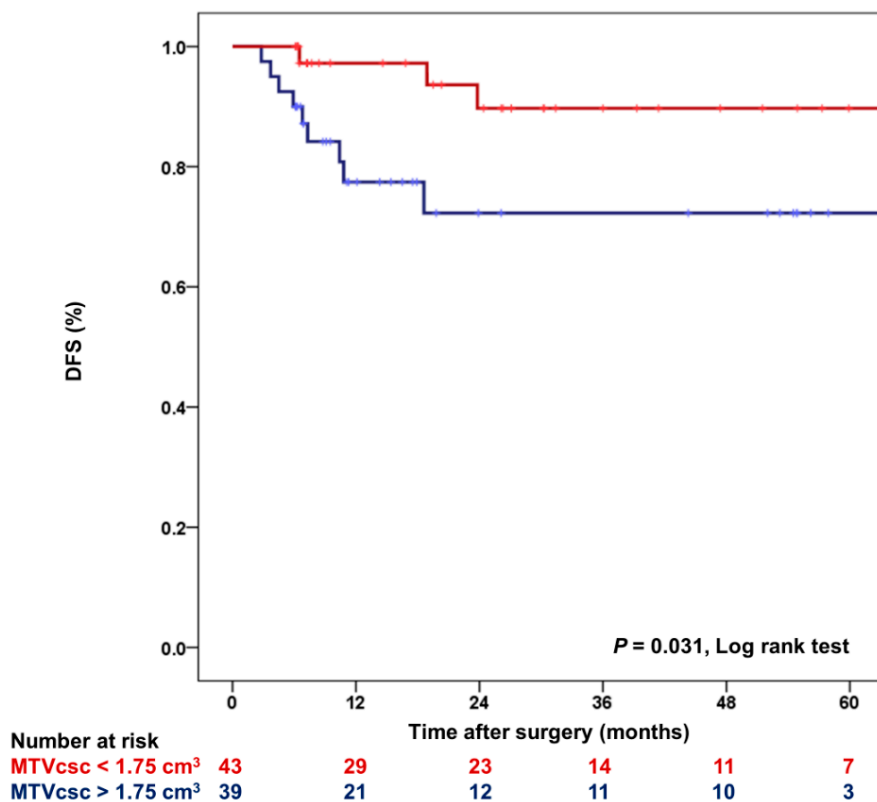 1.0
0.8
0.6
0.4
0.2
0.0
DFS (%)
P = 0.031, Log rank test
0 12 24 36 48 60
Time after surgery (months)
Number at risk
MTVcsc < 1.75 cm³ 43 29 23 14 11 7
MTVcsc > 1.75 cm³ 39 21 12 11 10 3